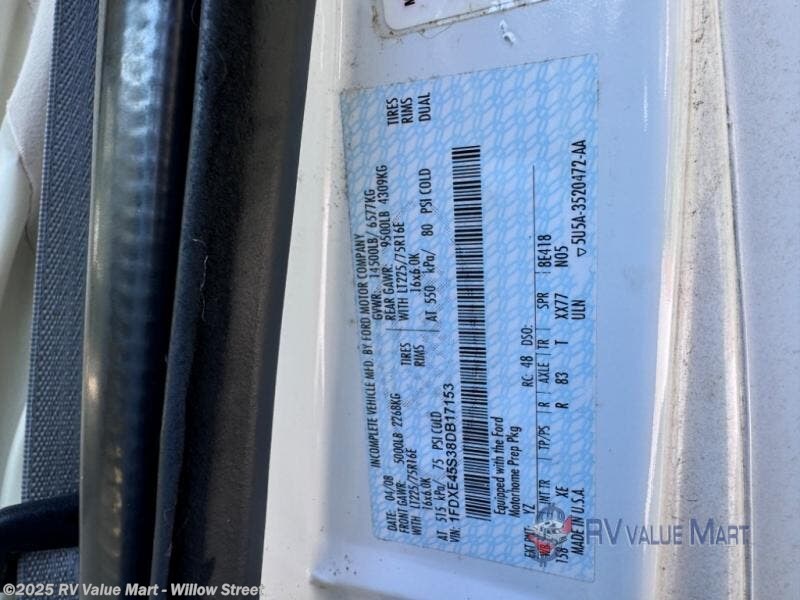 INCOMPLETE VEHICLE MFD. BY FORD MOTOR COMPANY
DATE: 04/08 GVWR: 14500LB/ 6577KG
FRONT GAWR: 5000LB 2268KG REAR GAWR: 9500LB 4309KG
WITH LT225/75R16E TIRES WITH LT225/75R16E TIRES
16x6.0K RIMS 16x6.0K RIMS
AT 515 kPa/ 75 PSI COLD AT 550 kPa/ 80 PSI COLD DUAL
VIN: 1FDXE45S38DB17153
Equipped with the Ford
Motorhome Prep Pkg
RC: 48 DSO:
EXT PNT: YZ 8E418
INT TR TP/PS R AXLE TR SPR N05
158 XE R 83 T XX77
MADE IN U.S.A. ULN ▽5U5A-3520472-AA
RV VALUE MART
©2025 RV Value Mart - Willow Street